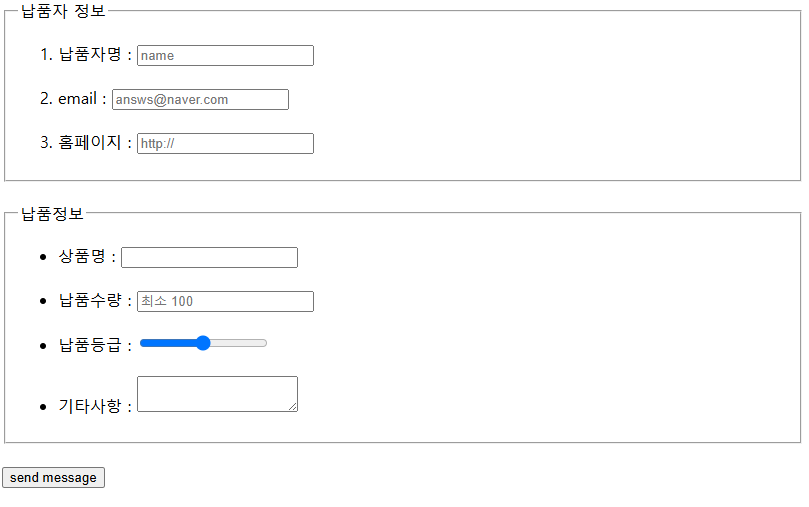 납품자 정보
1. 납품자명 : name
2. email : answs@naver.com
3. 홈페이지 : http://
납품정보
• 상품명 :
• 납품수량 : 최소 100
• 납품등급 :
• 기타사항 :
send message